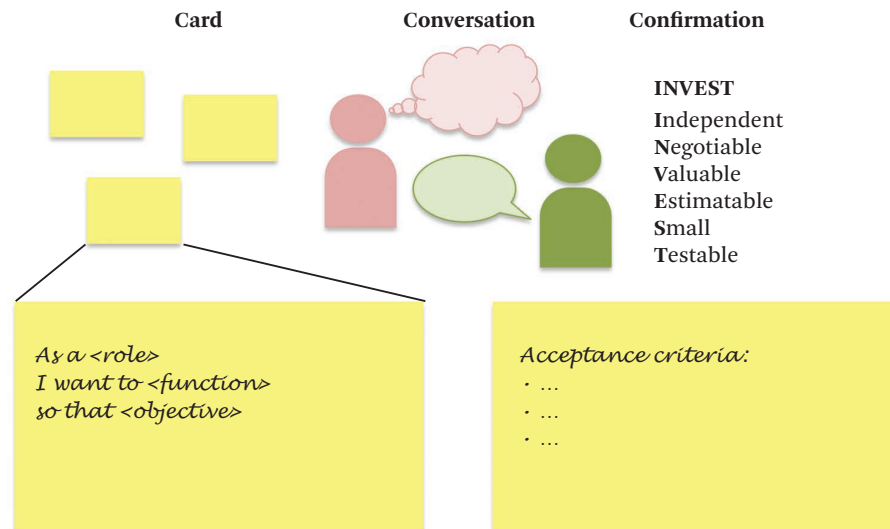 Card
Conversation
Confirmation
INVEST
Independent
Negotiable
Valuable
Estimatable
Small
Testable
As a <role>
I want to <function>
so that <objective>
Acceptance criteria:
· ...
· ...
· ...